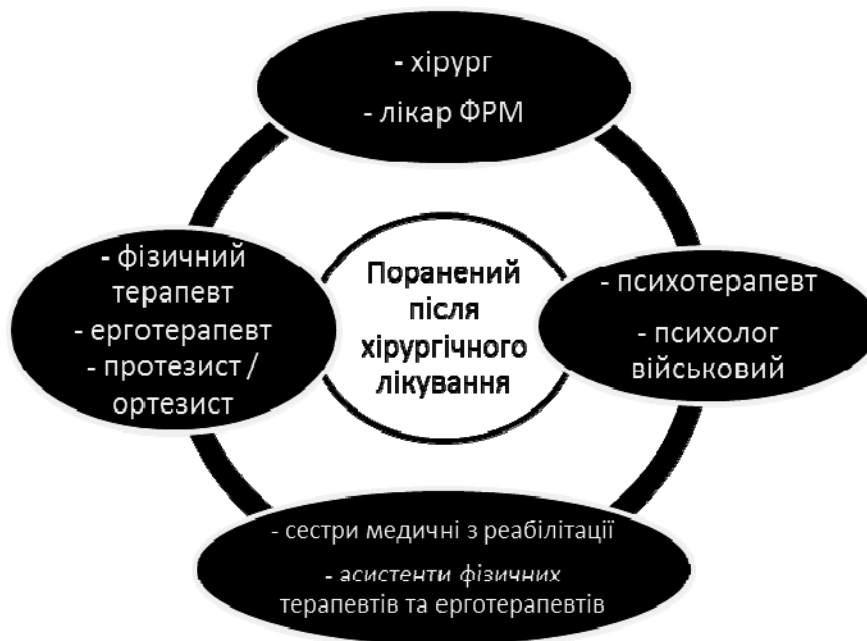 - хірург
- лікар ФРМ
- фізичний
терапевт
- ерготерапевт
- протезист /
ортезист
Поранений
після
хірургічного
лікування
- психотерапевт
- психолог
військовий
- сестри медичні з реабілітації
- асистенти фізичних
терапевтів та ерготерапевтів